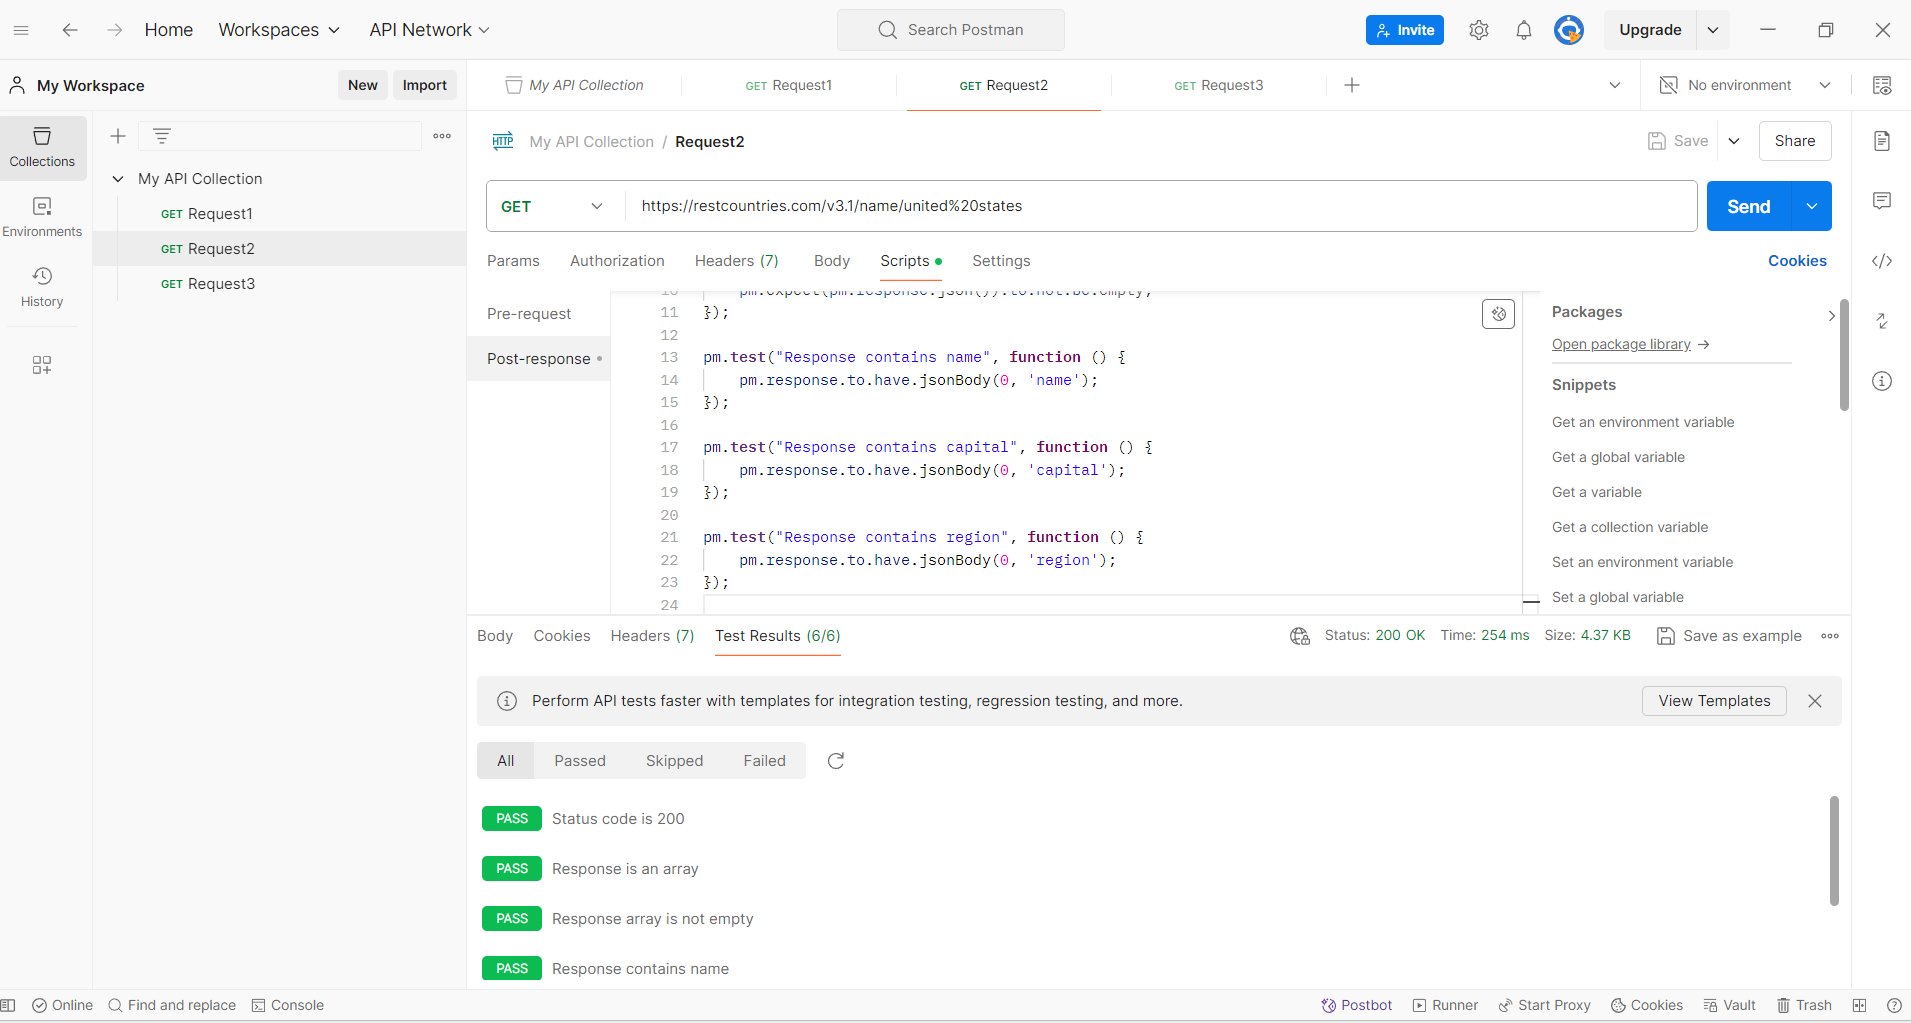 Home Workspaces API Network Search Postman Invite Upgrade
My Workspace New Import
My API Collection GET Request1 GET Request2 GET Request3 No environment
Collections
Environments
History
My API Collection
GET Request1
GET Request2
GET Request3
HTTP My API Collection / Request2 Save Share
GET https://restcountries.com/v3.1/name/united%20states Send
Params Authorization Headers (7) Body Scripts Settings Cookies
Pre-request
Post-response
10 pm.expect(pm.response.json()).to.not.be.empty;
11 });
12
13 pm.test("Response contains name", function () {
14 pm.response.to.have.jsonBody(0, 'name');
15 });
16
17 pm.test("Response contains capital", function () {
18 pm.response.to.have.jsonBody(0, 'capital');
19 });
20
21 pm.test("Response contains region", function () {
22 pm.response.to.have.jsonBody(0, 'region');
23 });
24
Packages
Open package library →
Snippets
Get an environment variable
Get a global variable
Get a variable
Get a collection variable
Set an environment variable
Set a global variable
Body Cookies Headers (7) Test Results (6/6) Status: 200 OK Time: 254 ms Size: 4.37 KB Save as example
Perform API tests faster with templates for integration testing, regression testing, and more. View Templates
All Passed Skipped Failed
PASS Status code is 200
PASS Response is an array
PASS Response array is not empty
PASS Response contains name
Online Find and replace Console Postbot Runner Start Proxy Cookies Vault Trash